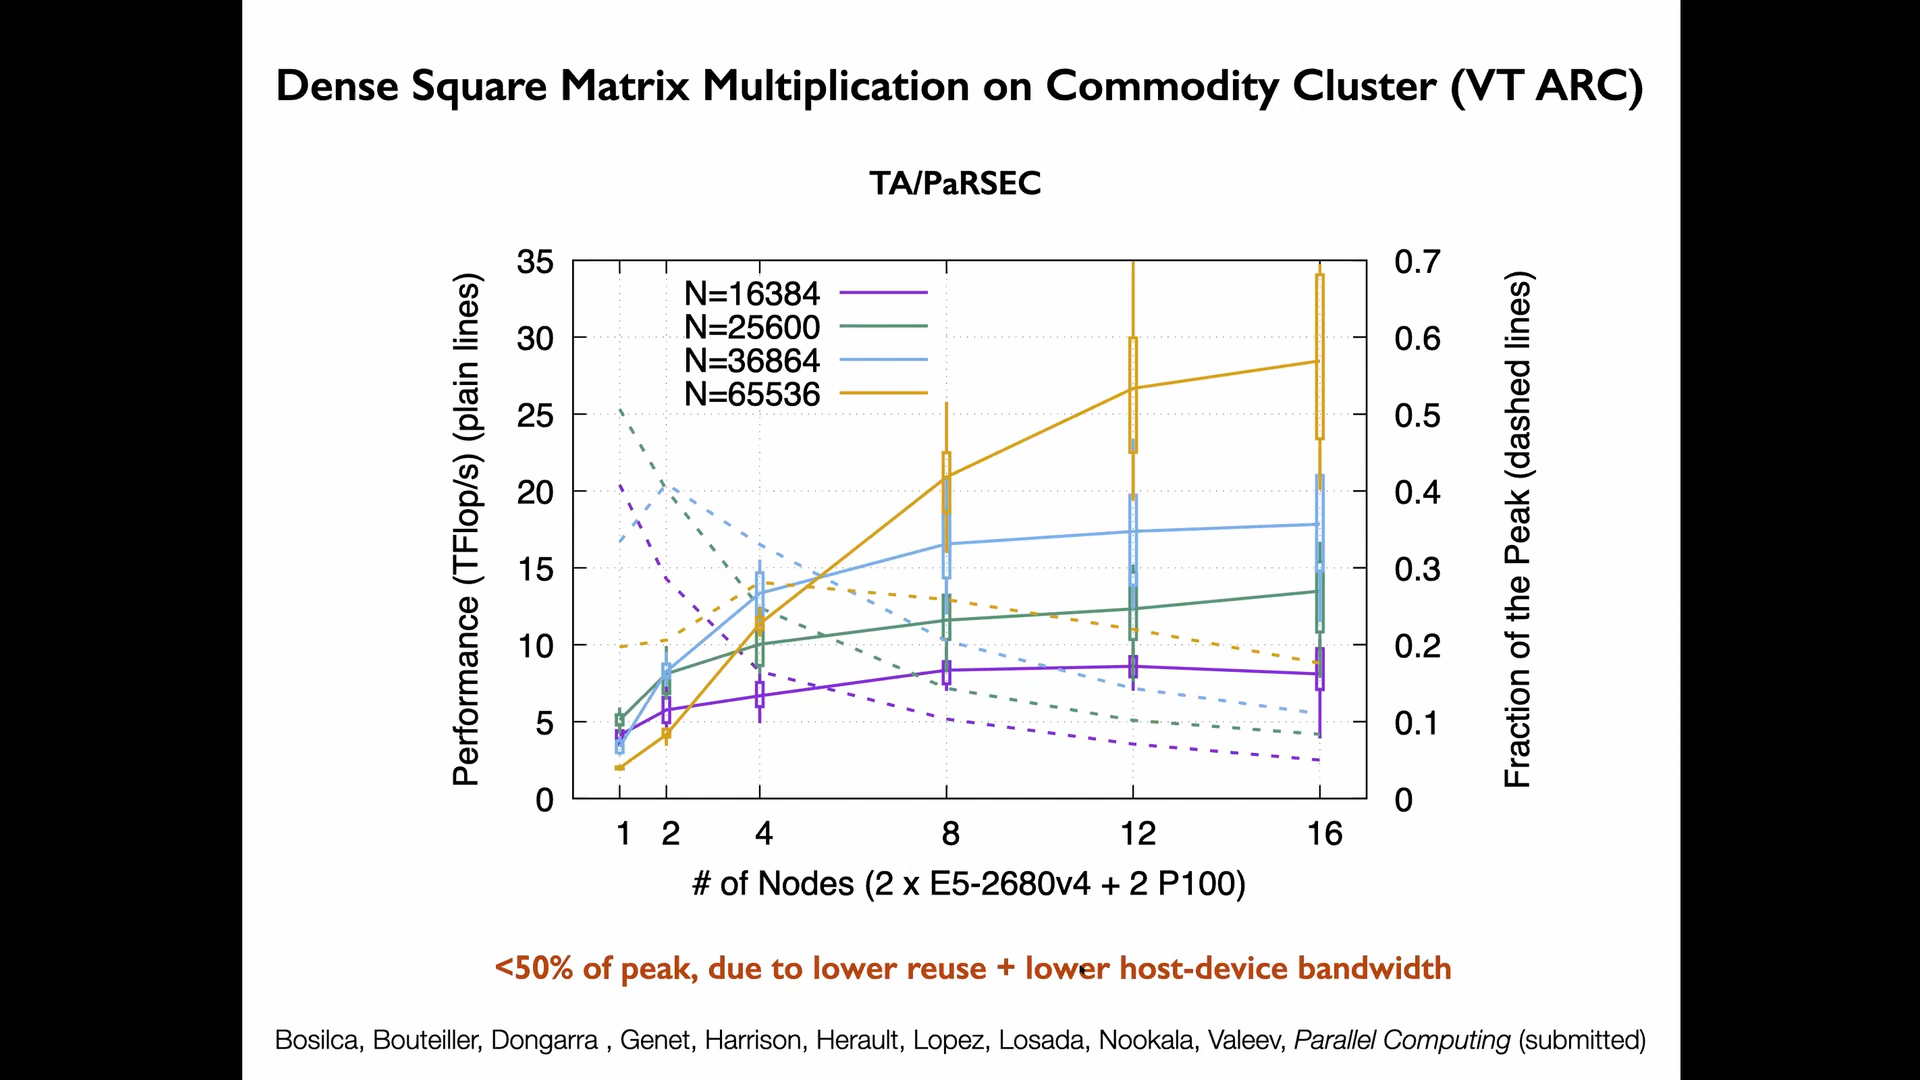 Dense Square Matrix Multiplication on Commodity Cluster (VT ARC)
TA/PaRSEC
Performance (TFlop/s) (plain lines)
35
30
25
20
15
10
5
0
N=16384
N=25600
N=36864
N=65536
0.7
0.6
0.5
0.4
0.3
0.2
0.1
0
Fraction of the Peak (dashed lines)
1 2 4 8 12 16
# of Nodes (2 x E5-2680v4 + 2 P100)
<50% of peak, due to lower reuse + lower host-device bandwidth
Bosilca, Bouteiller, Dongarra , Genet, Harrison, Herault, Lopez, Losada, Nookala, Valeev, Parallel Computing (submitted)